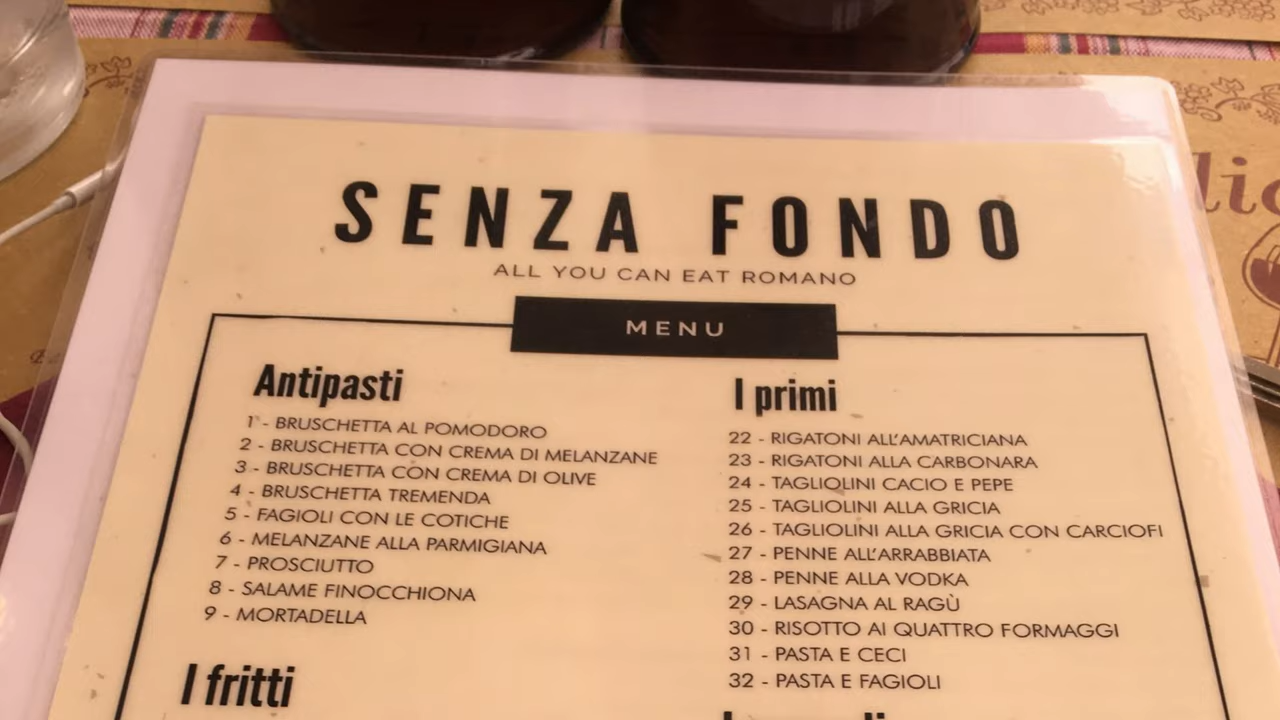 SENZA FONDO
ALL YOU CAN EAT ROMANO
MENU
Antipasti
1 - BRUSCHETTA AL POMODORO
2 - BRUSCHETTA CON CREMA DI MELANZANE
3 - BRUSCHETTA CON CREMA DI OLIVE
4 - BRUSCHETTA TREMENDA
5 - FAGIOLI CON LE COTICHE
6 - MELANZANE ALLA PARMIGIANA
7 - PROSCIUTTO
8 - SALAME FINOCCHIONA
9 - MORTADELLA
I fritti
I primi
22 - RIGATONI ALL'AMATRICIANA
23 - RIGATONI ALLA CARBONARA
24 - TAGLIOLINI CACIO E PEPE
25 - TAGLIOLINI ALLA GRICIA
26 - TAGLIOLINI ALLA GRICIA CON CARCIOFI
27 - PENNE ALL'ARRABBIATA
28 - PENNE ALLA VODKA
29 - LASAGNA AL RAGÙ
30 - RISOTTO AI QUATTRO FORMAGGI
31 - PASTA E CECI
32 - PASTA E FAGIOLI